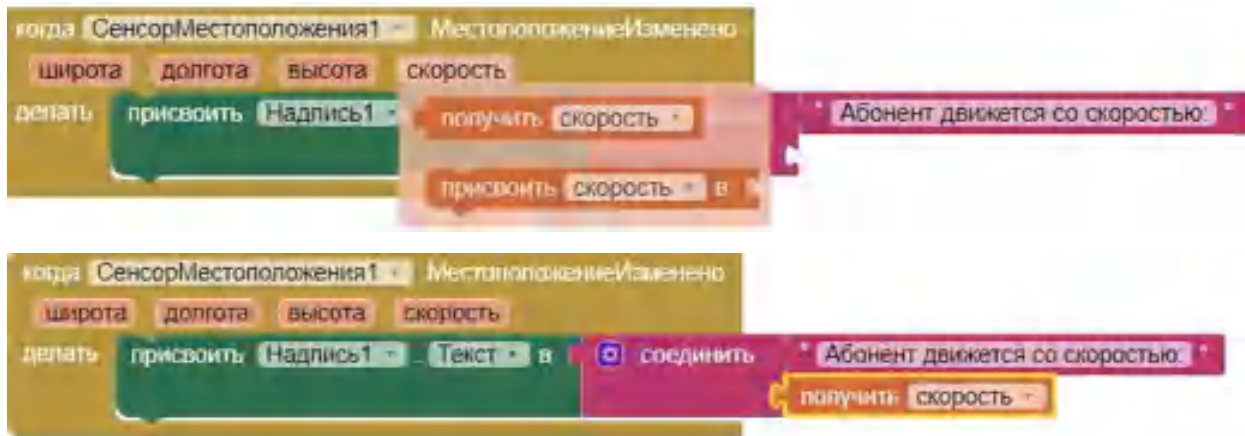 когда СенсорМестоположения1 МестоположениеИзменено
широта долгота высота скорость
делать присвоить Надпись1 получить скорость " Абонент движется со скоростью: "
присвоить скорость в
когда СенсорМестоположения1 . МестоположениеИзменено
широта долгота высота скорость
делать присвоить Надпись1 . Текст в соединить " Абонент движется со скоростью: "
получить скорость